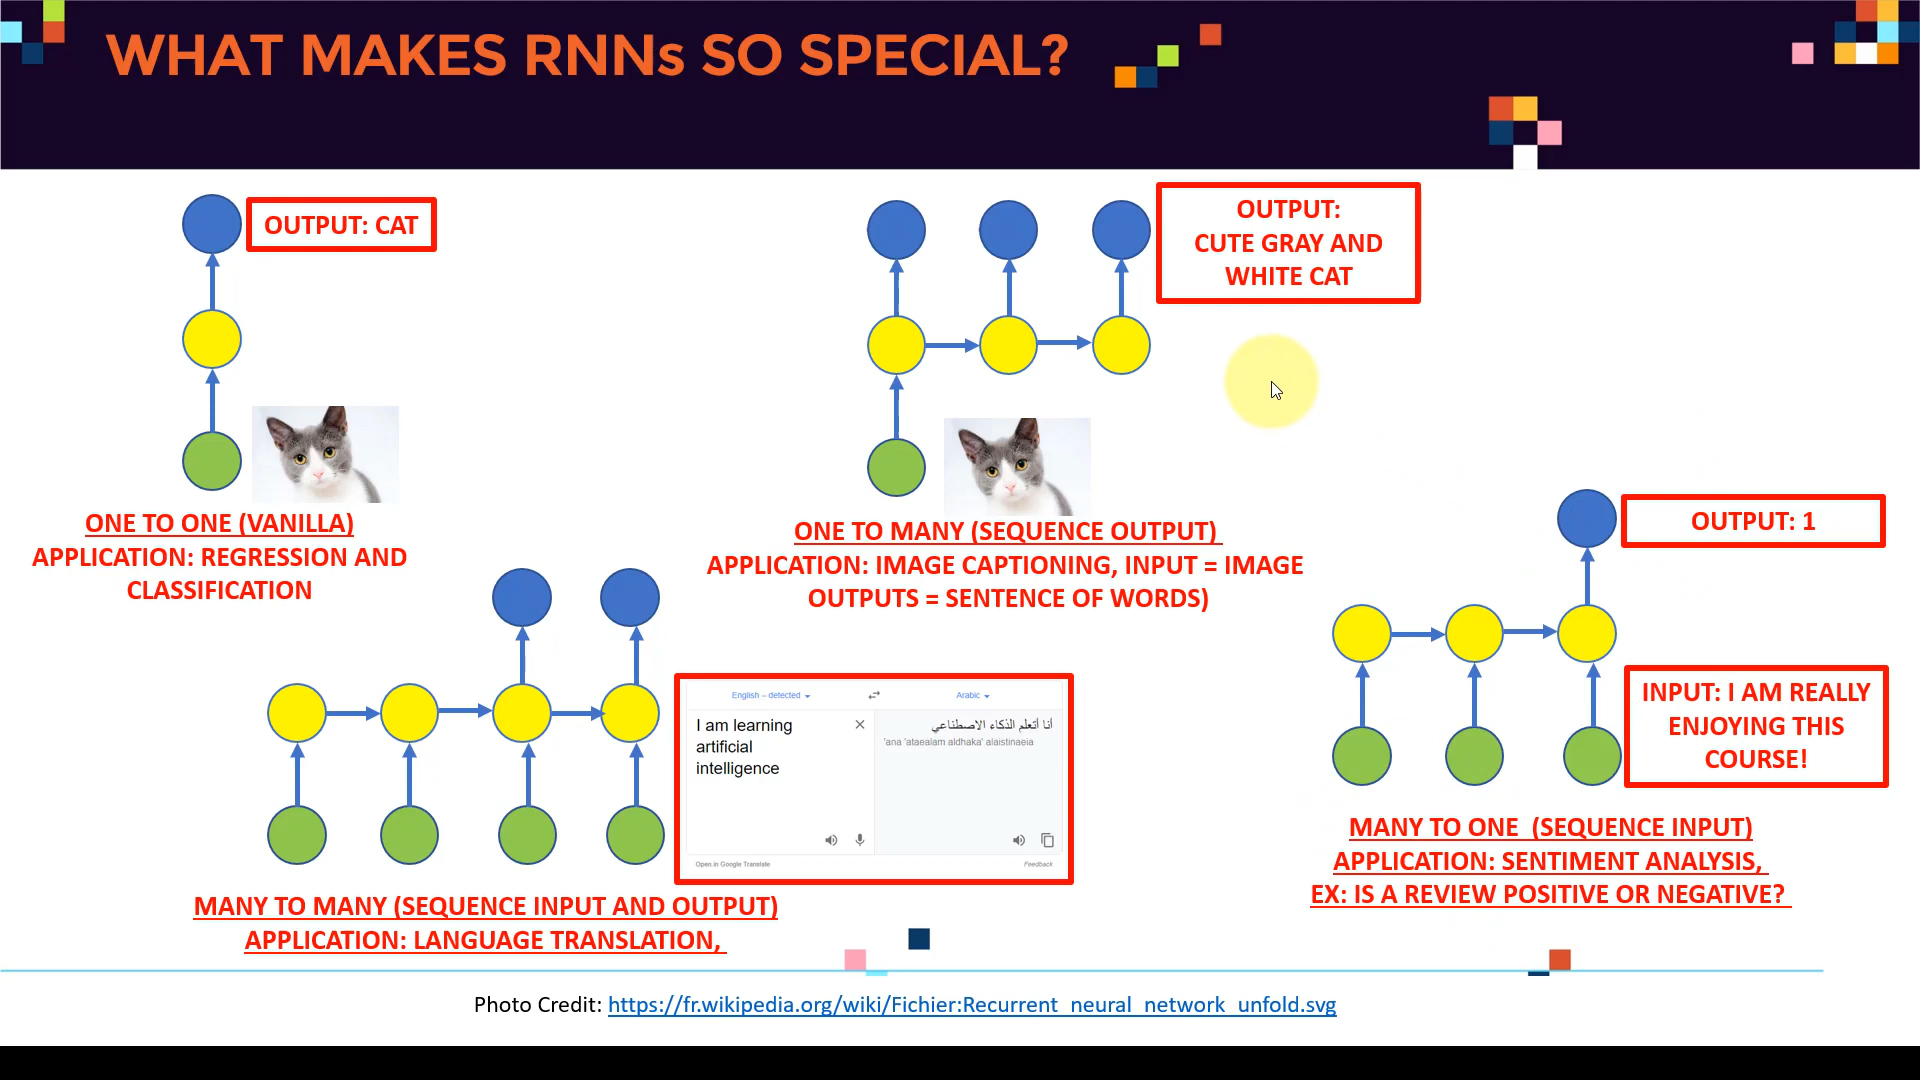 WHAT MAKES RNNs SO SPECIAL?
OUTPUT: CAT
ONE TO ONE (VANILLA)
APPLICATION: REGRESSION AND
CLASSIFICATION
OUTPUT:
CUTE GRAY AND
WHITE CAT
ONE TO MANY (SEQUENCE OUTPUT)
APPLICATION: IMAGE CAPTIONING, INPUT = IMAGE
OUTPUTS = SENTENCE OF WORDS)
OUTPUT: 1
INPUT: I AM REALLY
ENJOYING THIS
COURSE!
MANY TO ONE (SEQUENCE INPUT)
APPLICATION: SENTIMENT ANALYSIS,
EX: IS A REVIEW POSITIVE OR NEGATIVE?
English – detected
Arabic
I am learning
artificial
intelligence
أنا أتعلم الذكاء الاصطناعي
'ana 'ataealam aldhaka' alaistinaeia
Open in Google Translate
Feedback
MANY TO MANY (SEQUENCE INPUT AND OUTPUT)
APPLICATION: LANGUAGE TRANSLATION,
Photo Credit: https://fr.wikipedia.org/wiki/Fichier:Recurrent_neural_network_unfold.svg